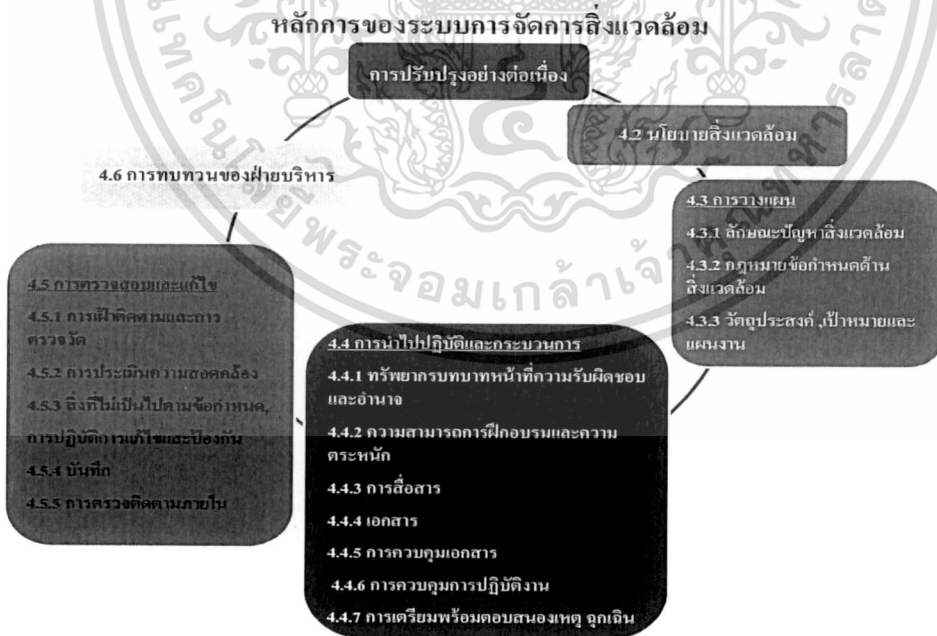 หลักการของระบบการจัดการสิ่งแวดล้อม
การปรับปรุงอย่างต่อเนื่อง
4.2 นโยบายสิ่งแวดล้อม
4.3 การวางแผน
4.3.1 ลักษณะปัญหาสิ่งแวดล้อม
4.3.2 กฎหมายข้อกำหนดด้าน
สิ่งแวดล้อม
4.3.3 วัตถุประสงค์ ,เป้าหมายและ
แผนงาน
4.4 การนำไปปฏิบัติและกระบวนการ
4.4.1 ทรัพยากรบทบาทหน้าที่ความรับผิดชอบ
และอำนาจ
4.4.2 ความสามารถการฝึกอบรมและความ
ตระหนัก
4.4.3 การสื่อสาร
4.4.4 เอกสาร
4.4.5 การควบคุมเอกสาร
4.4.6 การควบคุมการปฏิบัติงาน
4.4.7 การเตรียมพร้อมตอบสนองเหตุ ฉุกเฉิน
4.5 การตรวจสอบและแก้ไข
4.5.1 การเฝ้าติดตามและการ
ตรวจวัด
4.5.2 การประเมินความสอดคล้อง
4.5.3 สิ่งที่ไม่เป็นไปตามข้อกำหนด,
การปฏิบัติการแก้ไขและป้องกัน
4.5.4 บันทึก
4.5.5 การตรวจติดตามภายใน
4.6 การทบทวนของฝ่ายบริหาร